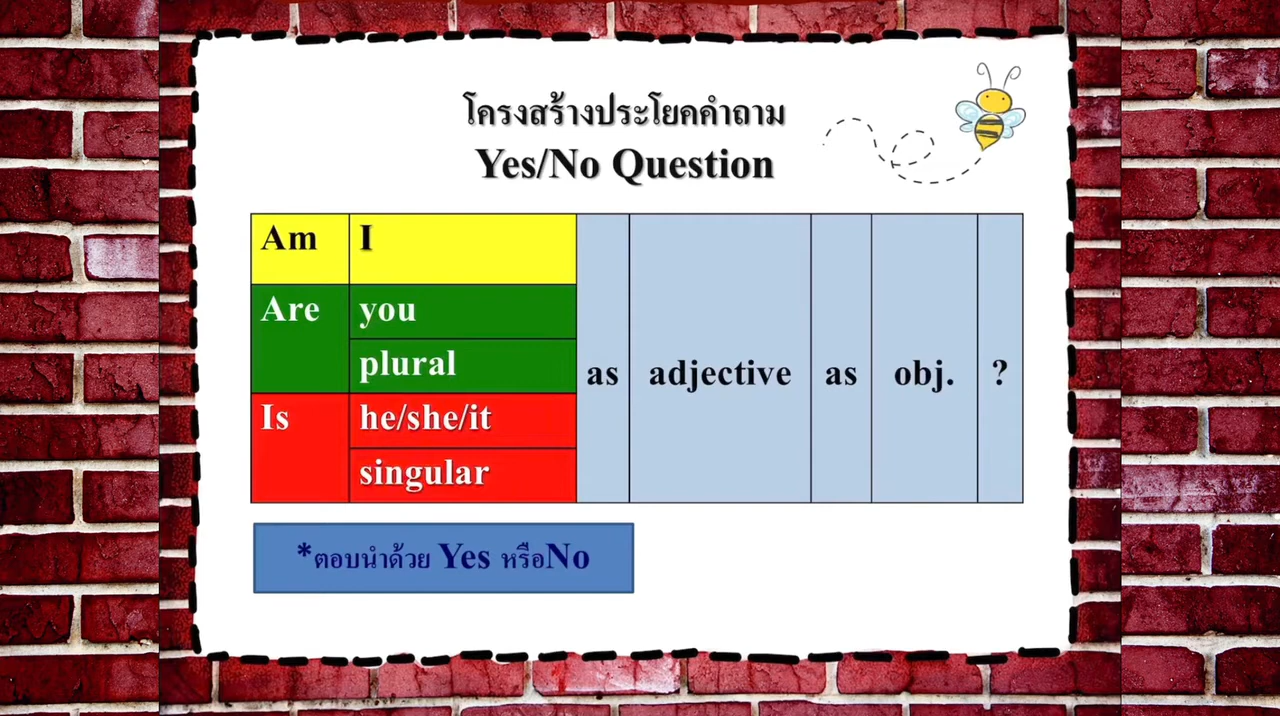 โครงสร้างประโยคคำถาม
Yes/No Question
Am I
Are you
plural
as adjective as obj. ?
Is he/she/it
singular
*ตอบนำด้วย Yes หรือNo